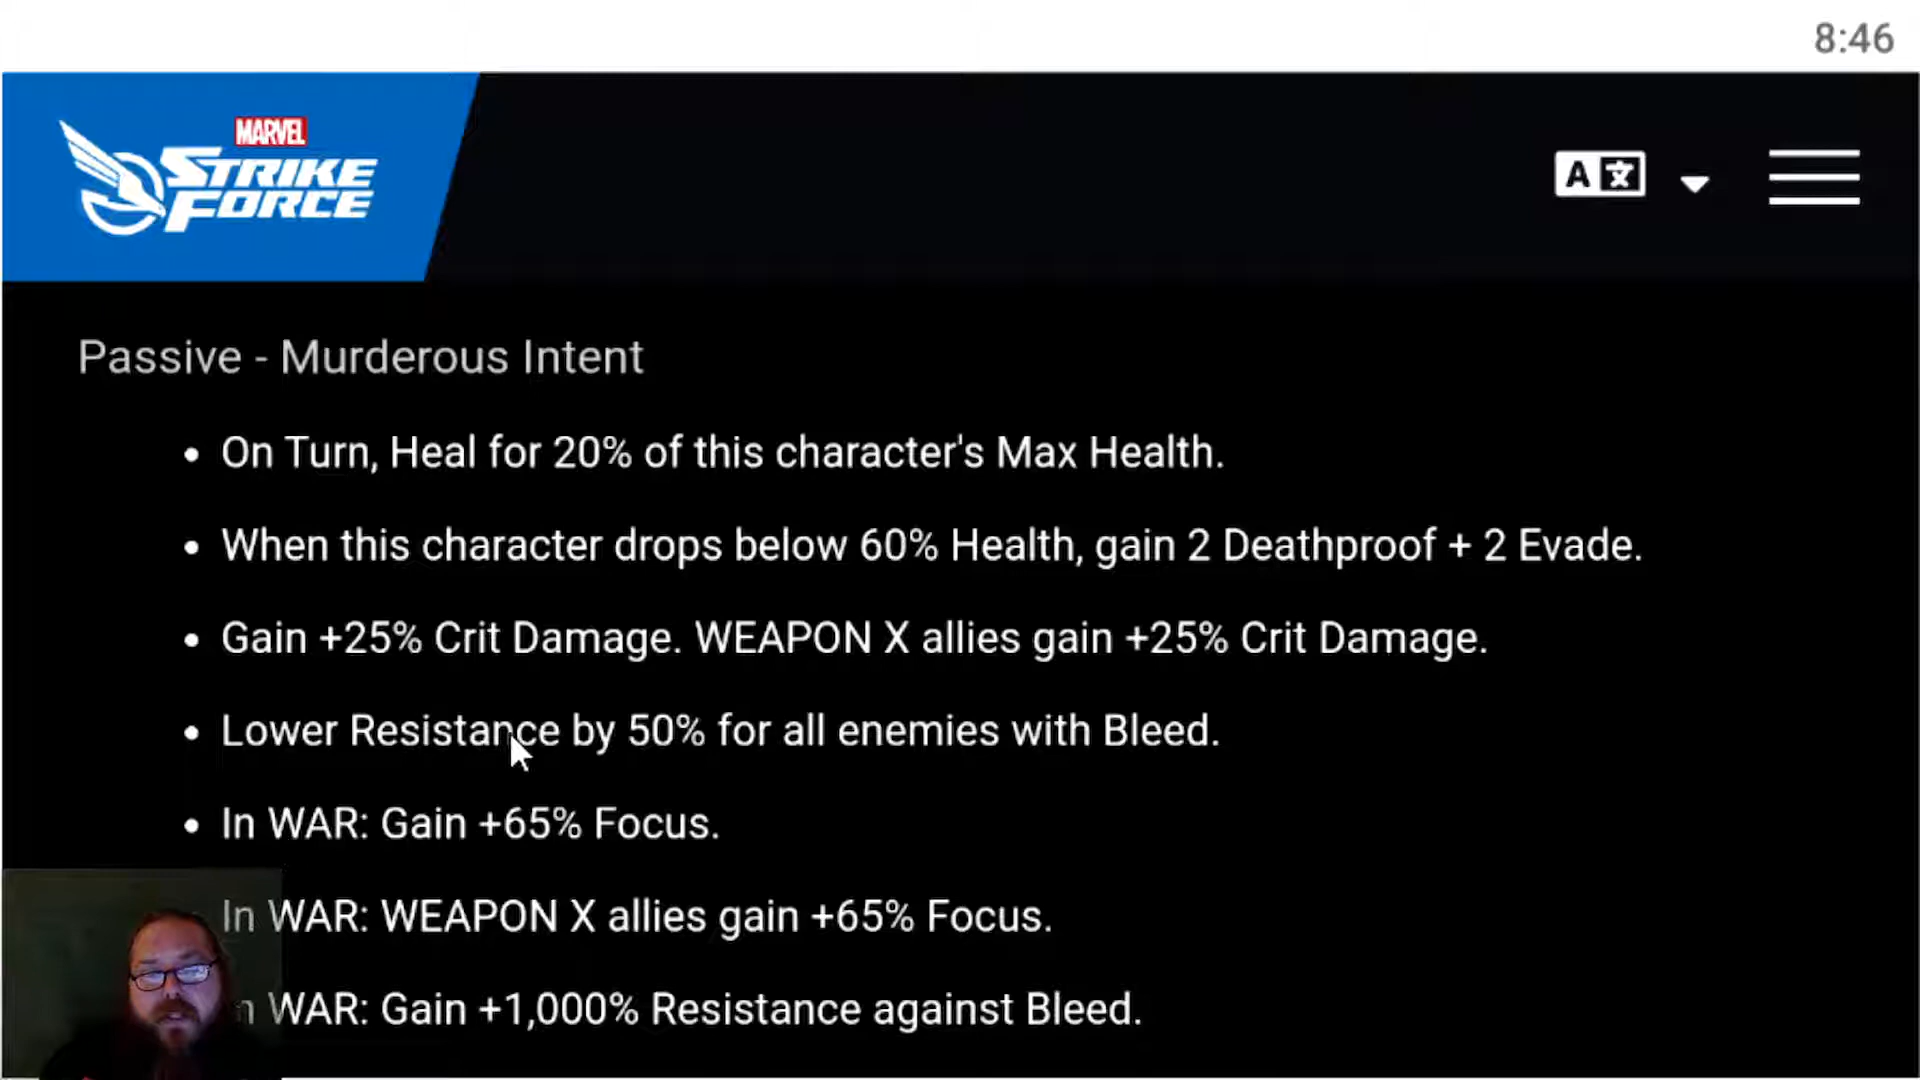 8:46
MARVEL
STRIKE
FORCE
A 文
Passive - Murderous Intent
• On Turn, Heal for 20% of this character's Max Health.
• When this character drops below 60% Health, gain 2 Deathproof + 2 Evade.
• Gain +25% Crit Damage. WEAPON X allies gain +25% Crit Damage.
• Lower Resistance by 50% for all enemies with Bleed.
• In WAR: Gain +65% Focus.
In WAR: WEAPON X allies gain +65% Focus.
In WAR: Gain +1,000% Resistance against Bleed.